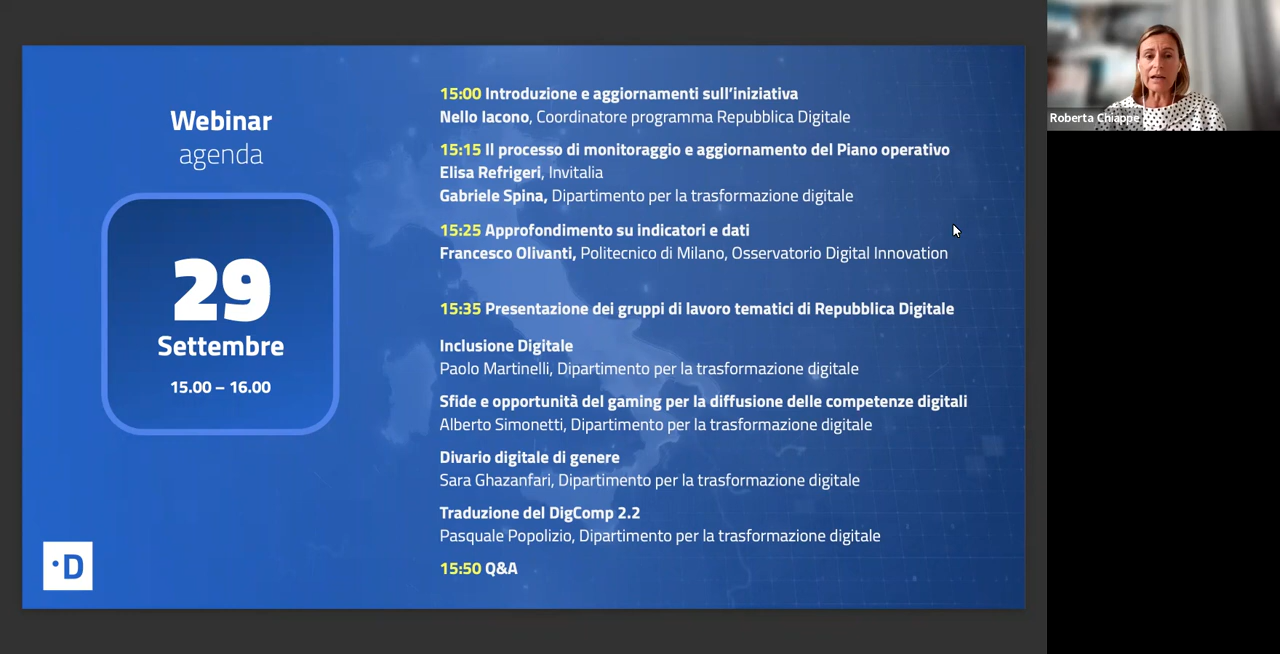 Webinar
agenda
29
Settembre
15.00 – 16.00
·D
15:00 Introduzione e aggiornamenti sull'iniziativa
Nello Iacono, Coordinatore programma Repubblica Digitale
15:15 Il processo di monitoraggio e aggiornamento del Piano operativo
Elisa Refrigeri, Invitalia
Gabriele Spina, Dipartimento per la trasformazione digitale
15:25 Approfondimento su indicatori e dati
Francesco Olivanti, Politecnico di Milano, Osservatorio Digital Innovation
15:35 Presentazione dei gruppi di lavoro tematici di Repubblica Digitale
Inclusione Digitale
Paolo Martinelli, Dipartimento per la trasformazione digitale
Sfide e opportunità del gaming per la diffusione delle competenze digitali
Alberto Simonetti, Dipartimento per la trasformazione digitale
Divario digitale di genere
Sara Ghazanfari, Dipartimento per la trasformazione digitale
Traduzione del DigComp 2.2
Pasquale Popolizio, Dipartimento per la trasformazione digitale
15:50 Q&A
Roberta Chiappe